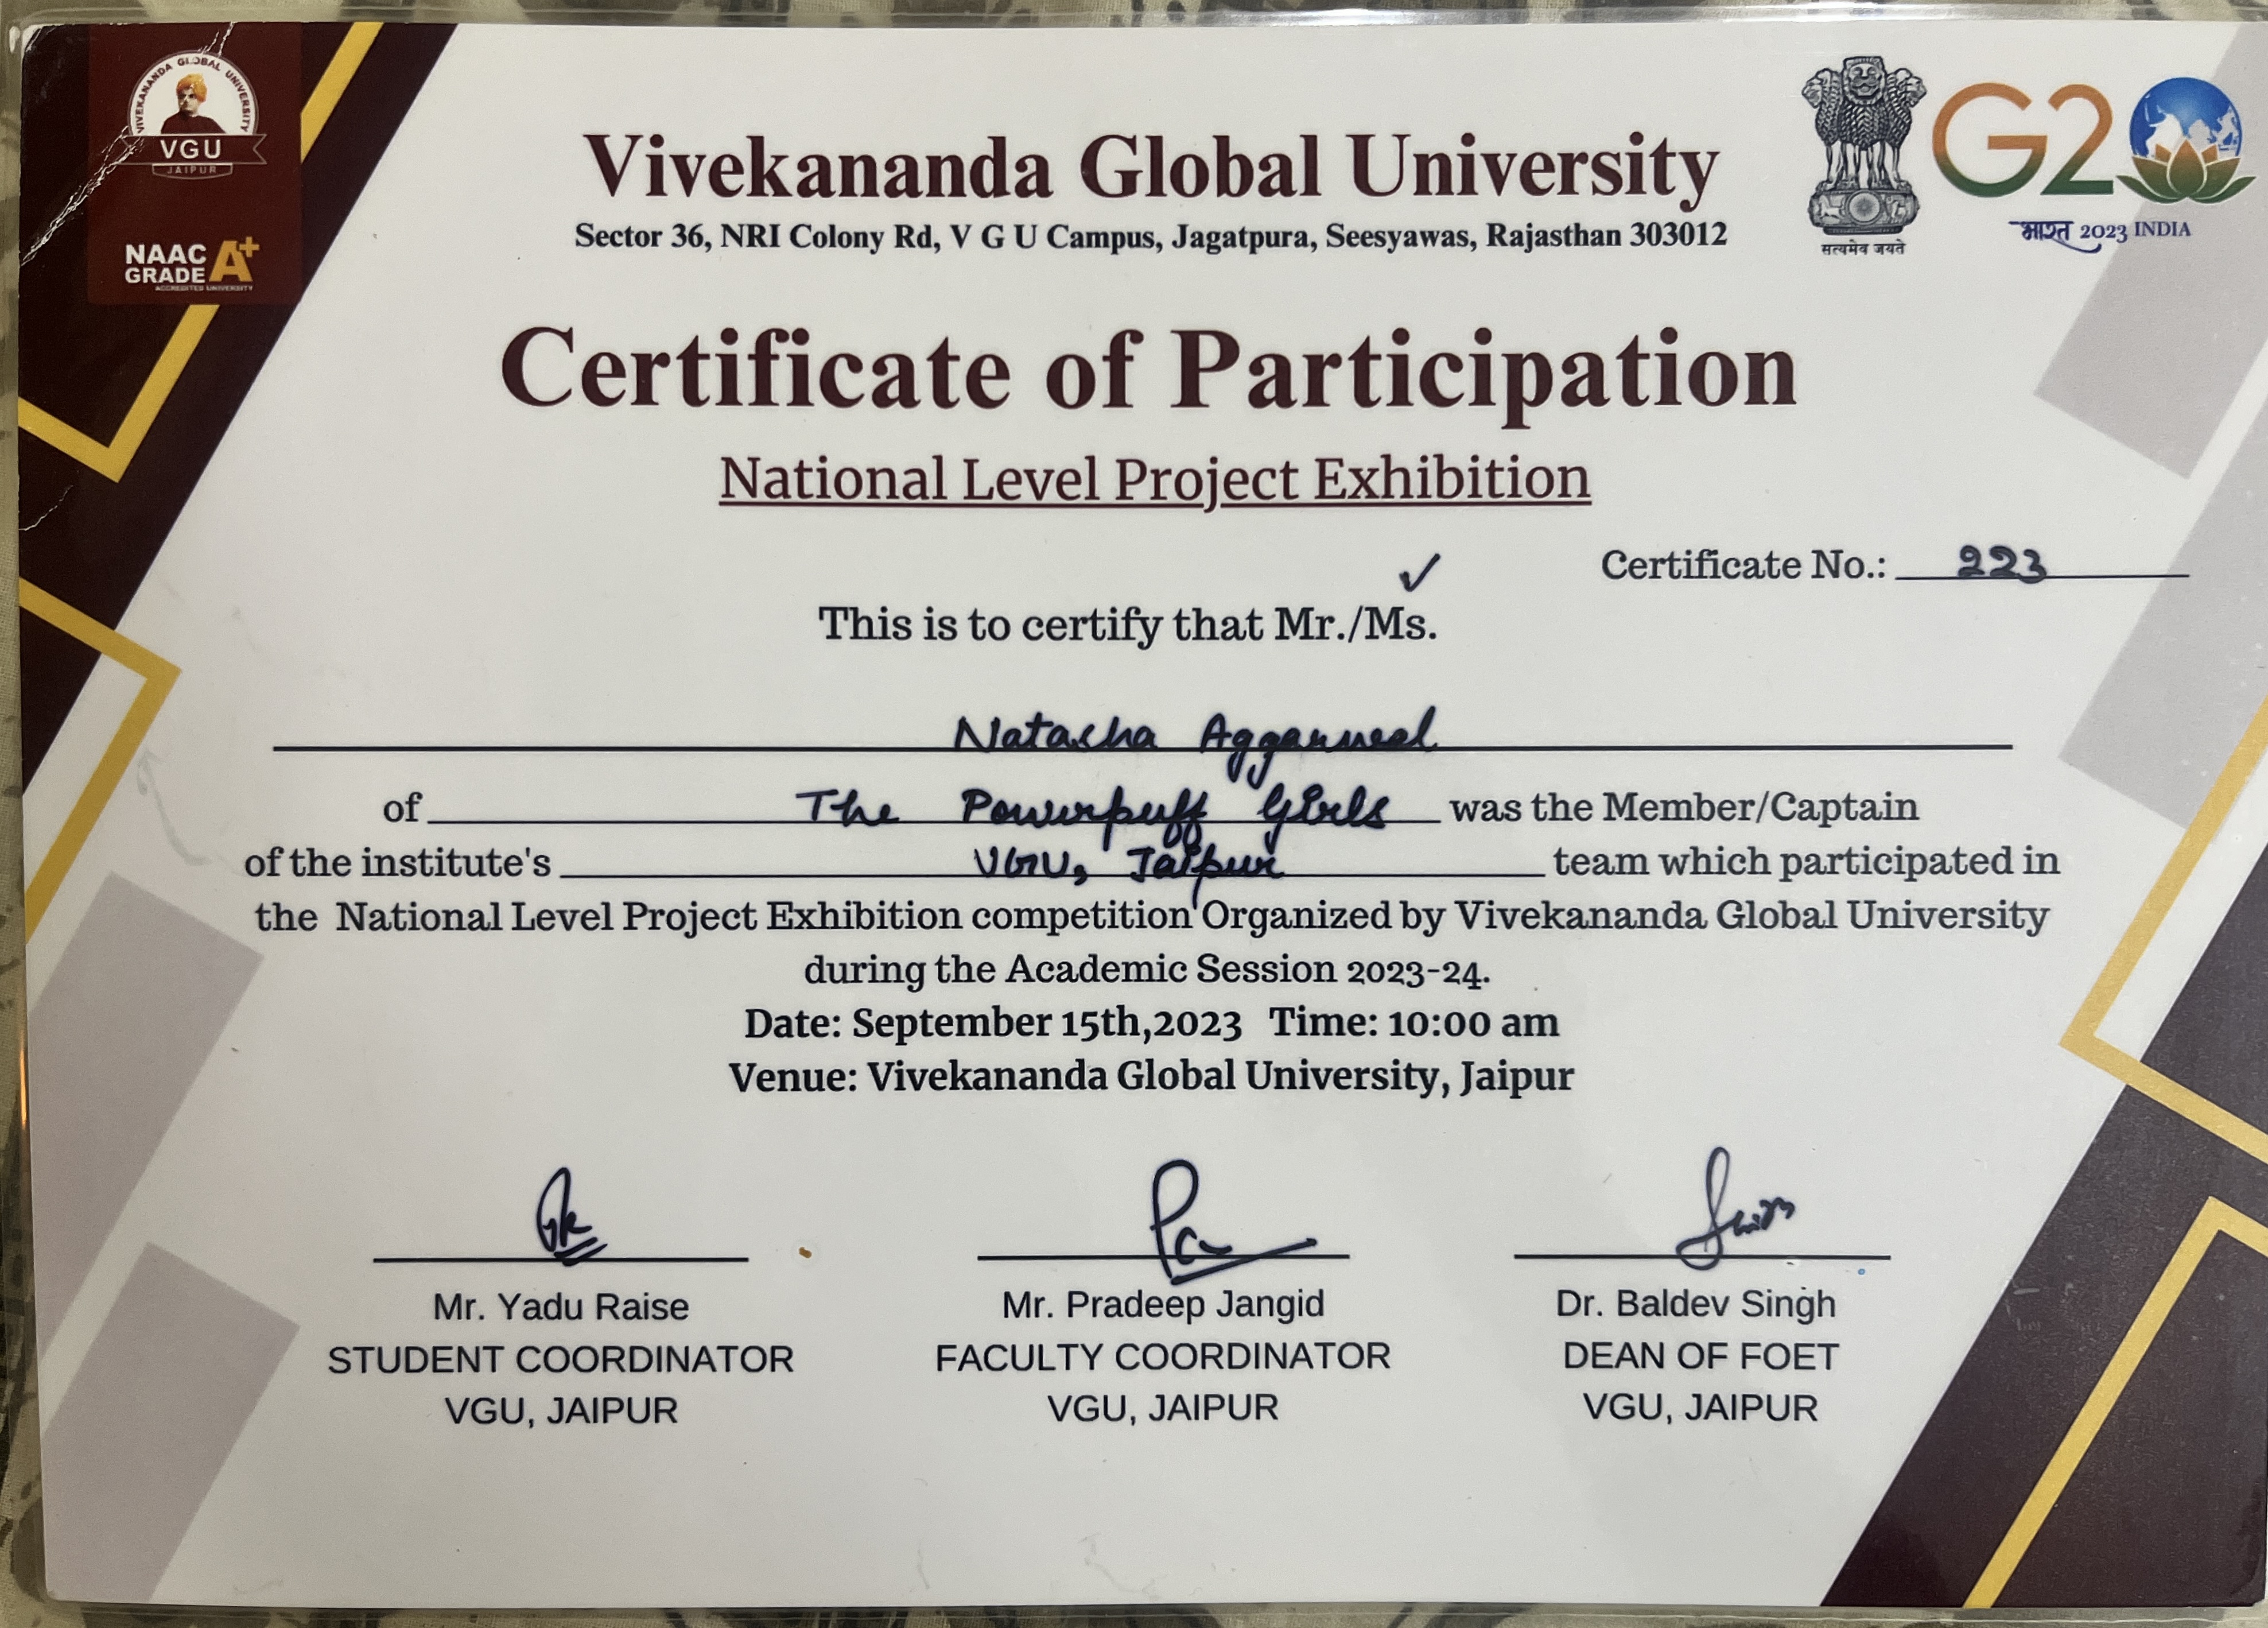 VIVEKANANDA GLOBAL UNIVERSITY
VGU
JAIPUR
NAAC
GRADE A+
ACCREDITED UNIVERSITY
Vivekananda Global University
Sector 36, NRI Colony Rd, V G U Campus, Jagatpura, Seesyawas, Rajasthan 303012
सत्यमेव जयते
G20
भारत 2023 INDIA
Certificate of Participation
National Level Project Exhibition
Certificate No.: 223
This is to certify that Mr./Ms.
Natasha Aggarwal
of The Powerpuff Girls was the Member/Captain
of the institute's VGU, Jaipur team which participated in
the National Level Project Exhibition competition Organized by Vivekananda Global University
during the Academic Session 2023-24.
Date: September 15th,2023 Time: 10:00 am
Venue: Vivekananda Global University, Jaipur
Mr. Yadu Raise
STUDENT COORDINATOR
VGU, JAIPUR
Mr. Pradeep Jangid
FACULTY COORDINATOR
VGU, JAIPUR
Dr. Baldev Singh
DEAN OF FOET
VGU, JAIPUR